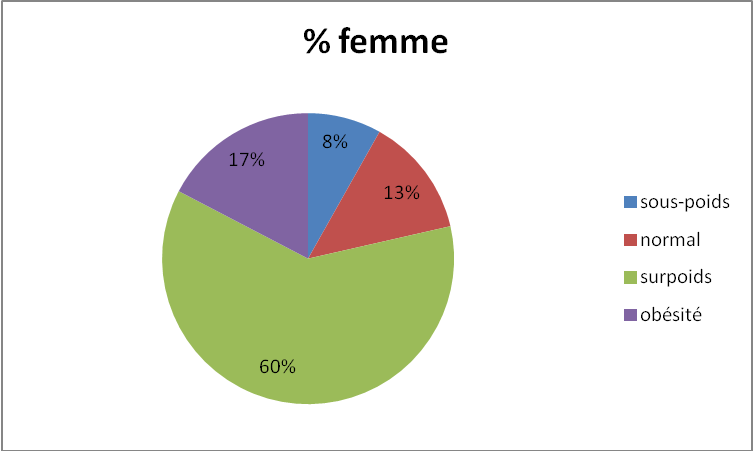 % femme
8%
13%
60%
17%
sous-poids
normal
surpoids
obésité